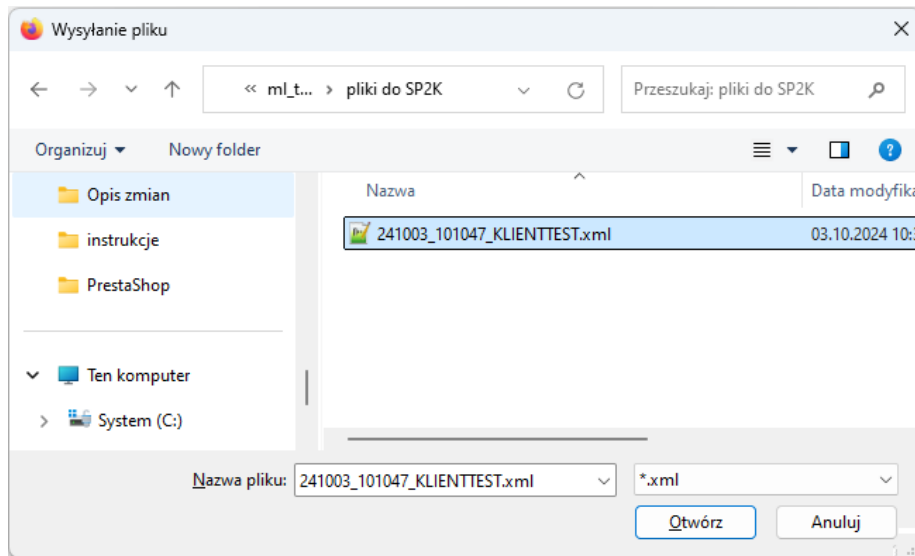 Wysyłanie pliku
« ml_t... › pliki do SP2K
Przeszukaj: pliki do SP2K
Organizuj Nowy folder
?
Nazwa Data modyfika
Opis zmian
241003_101047_KLIENTTEST.xml 03.10.2024 10:
instrukcje
PrestaShop
Ten komputer
System (C:)
Nazwa pliku: 241003_101047_KLIENTTEST.xml *.xml
Otwórz Anuluj